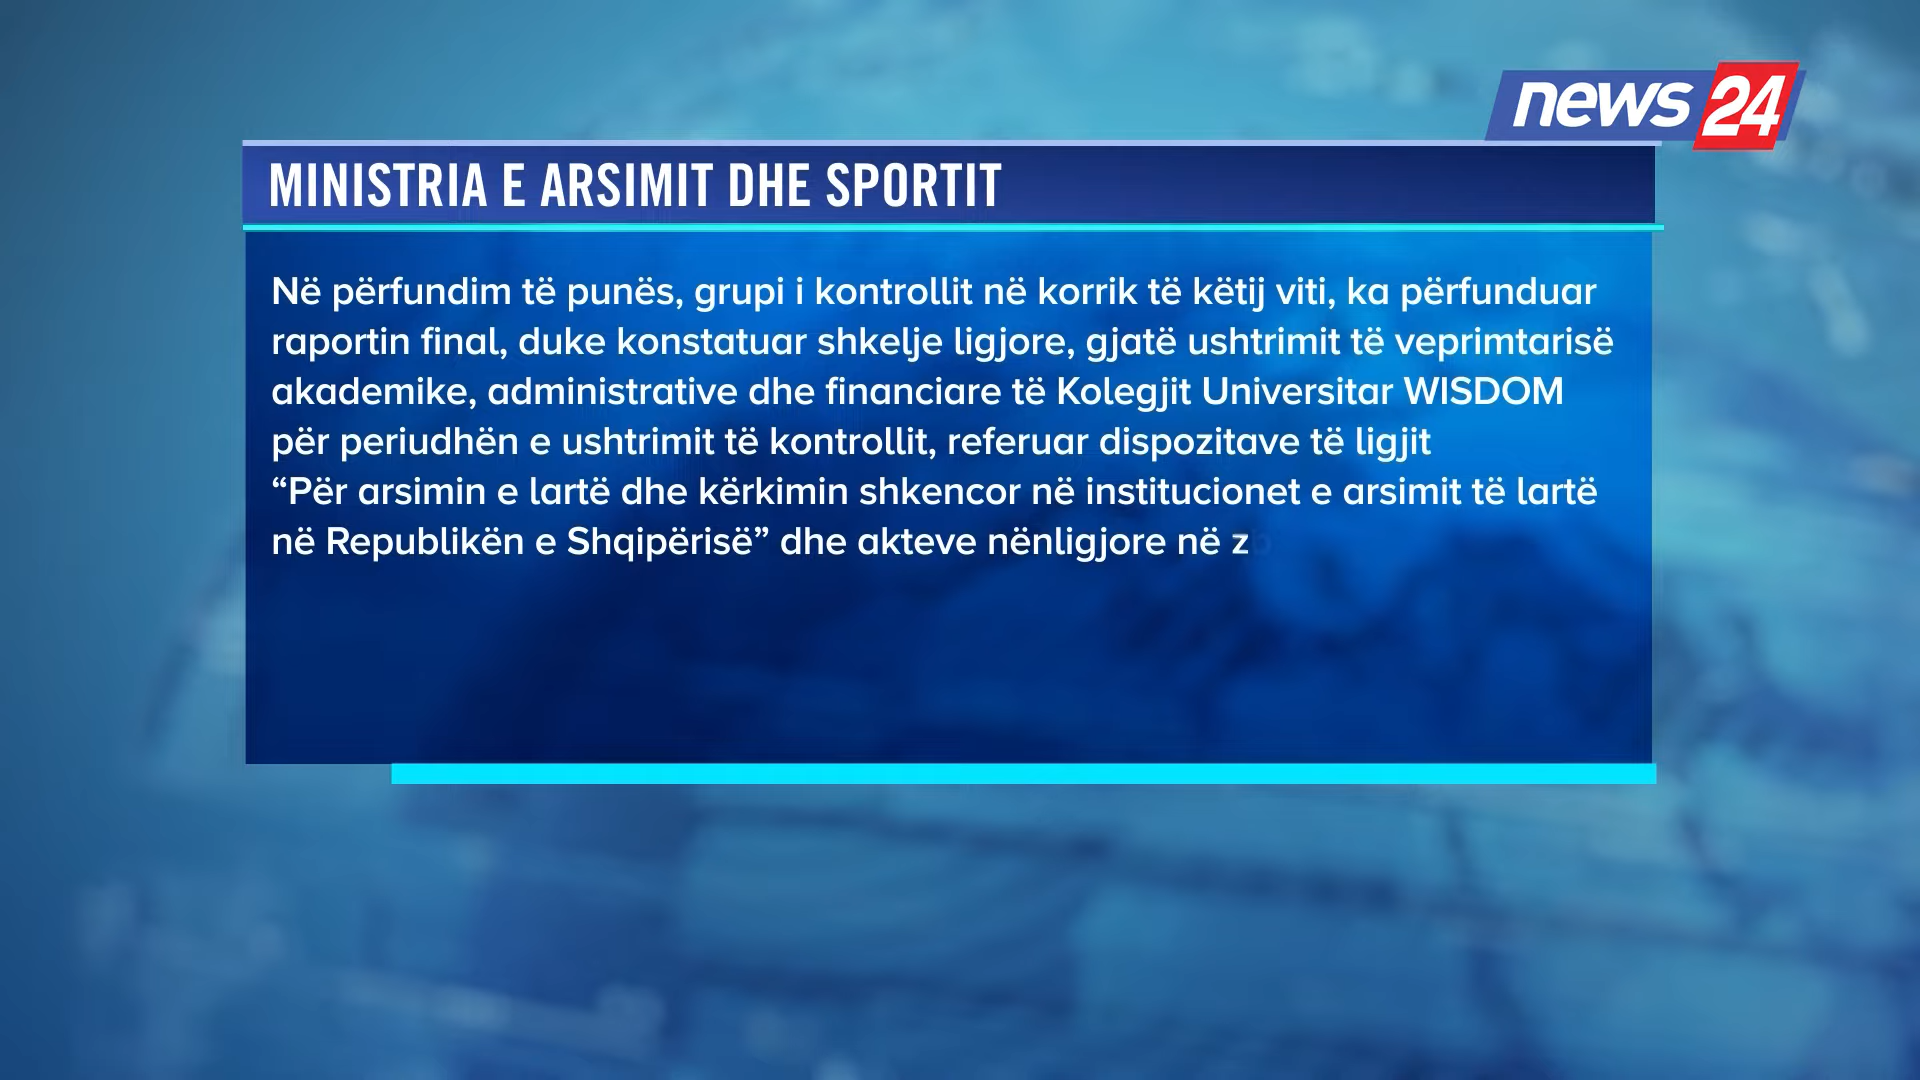 news 24
MINISTRIA E ARSIMIT DHE SPORTIT
Në përfundim të punës, grupi i kontrollit në korrik të këtij viti, ka përfunduar
raportin final, duke konstatuar shkelje ligjore, gjatë ushtrimit të veprimtarisë
akademike, administrative dhe financiare të Kolegjit Universitar WISDOM
për periudhën e ushtrimit të kontrollit, referuar dispozitave të ligjit
“Për arsimin e lartë dhe kërkimin shkencor në institucionet e arsimit të lartë
në Republikën e Shqipërisë” dhe akteve nënligjore në